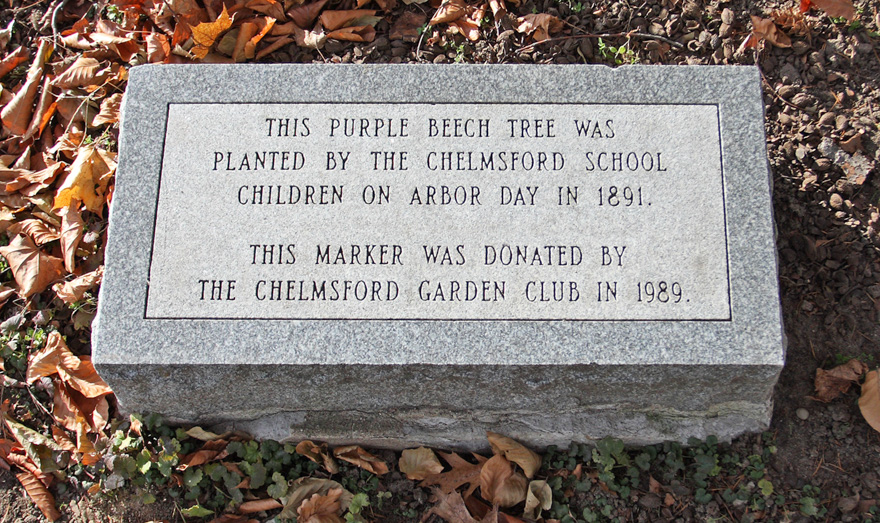 THIS PURPLE BEECH TREE WAS
PLANTED BY THE CHELMSFORD SCHOOL
CHILDREN ON ARBOR DAY IN 1891.
THIS MARKER WAS DONATED BY
THE CHELMSFORD GARDEN CLUB IN 1989.